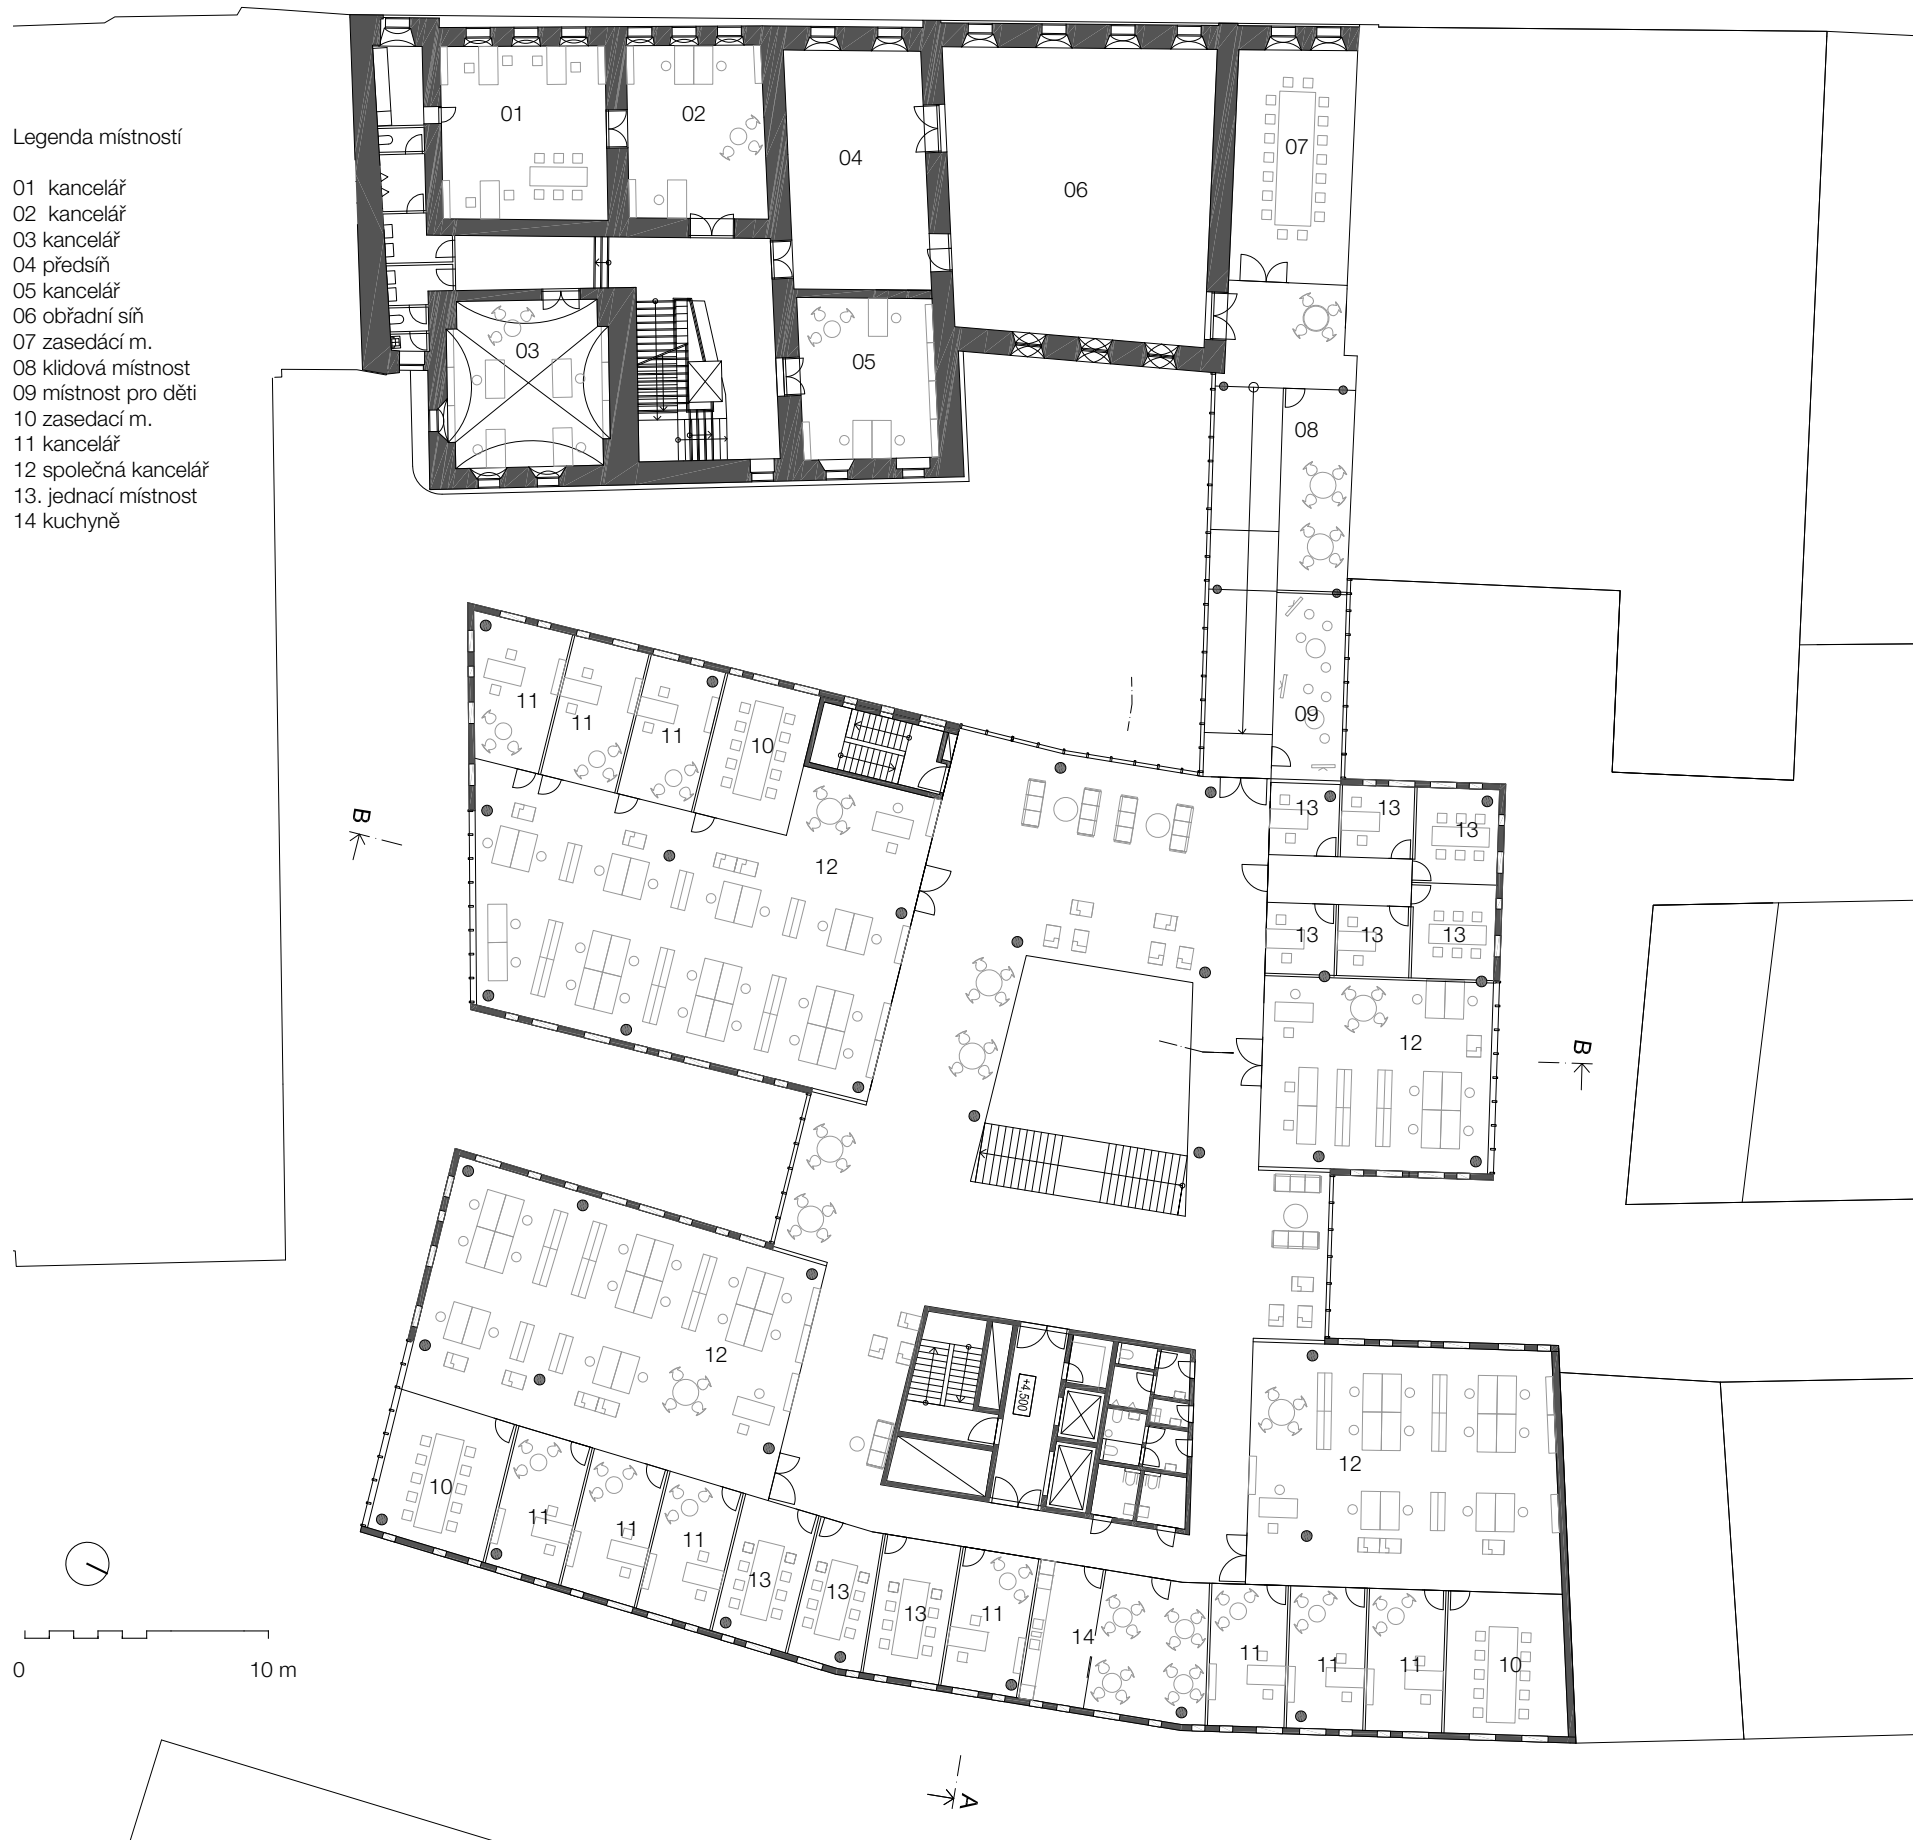 Legenda místností
01 kancelář
02 kancelář
03 kancelář
04 předsíň
05 kancelář
06 obřadní síň
07 zasedácí m.
08 klidová místnost
09 místnost pro děti
10 zasedací m.
11 kancelář
12 společná kancelář
13. jednací místnost
14 kuchyně
01
02
04
06
07
03
05
08
09
11
11
11
10
12
13
13
13
13
13
13
12
B
B
12
+4,500
10
11
11
11
13
13
13
11
14
12
11
11
11
10
0
10 m
A